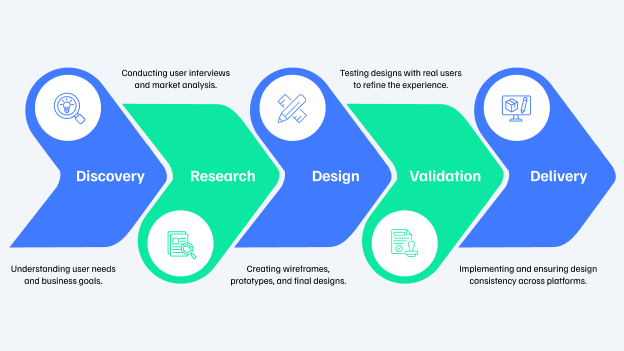 Conducting user interviews
and market analysis.
Testing designs with real users
to refine the experience.
Discovery
Research
Design
Validation
Delivery
Understanding user needs
and business goals.
Creating wireframes,
prototypes, and final designs.
Implementing and ensuring design
consistency across platforms.